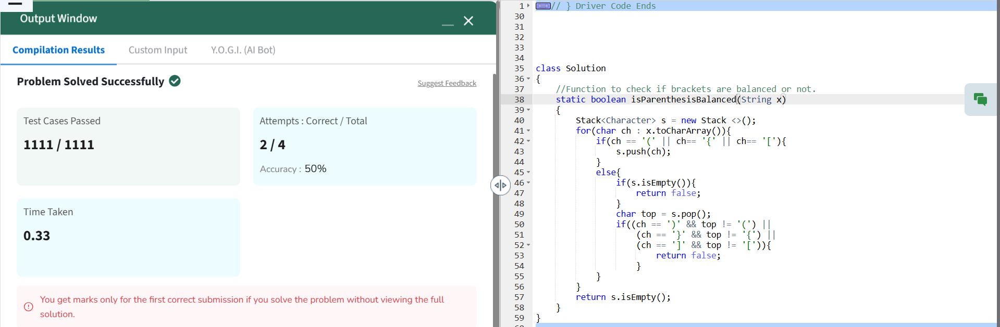 Output Window
Compilation Results
Custom Input
Y.O.G.I. (AI Bot)
Problem Solved Successfully
Suggest Feedback
Test Cases Passed
1111 / 1111
Attempts : Correct / Total
2 / 4
Accuracy : 50%
Time Taken
0.33
You get marks only for the first correct submission if you solve the problem without viewing the full
solution.
1 // } Driver Code Ends
30
31
32
33
34
35 class Solution
36 {
37     //Function to check if brackets are balanced or not.
38     static boolean isParenthesisBalanced(String x)
39     {
40         Stack<Character> s = new Stack <>();
41         for(char ch : x.toCharArray()){
42             if(ch == '(' || ch== '{' || ch== '['){
43                 s.push(ch);
44             }
45             else{
46                 if(s.isEmpty()){
47                     return false;
48                 }
49                 char top = s.pop();
50                 if((ch == ')' && top != '(') ||
51                     (ch == '}' && top != '{') ||
52                     (ch == ']' && top != '[')){
53                         return false;
54                     }
55             }
56         }
57         return s.isEmpty();
58     }
59 }